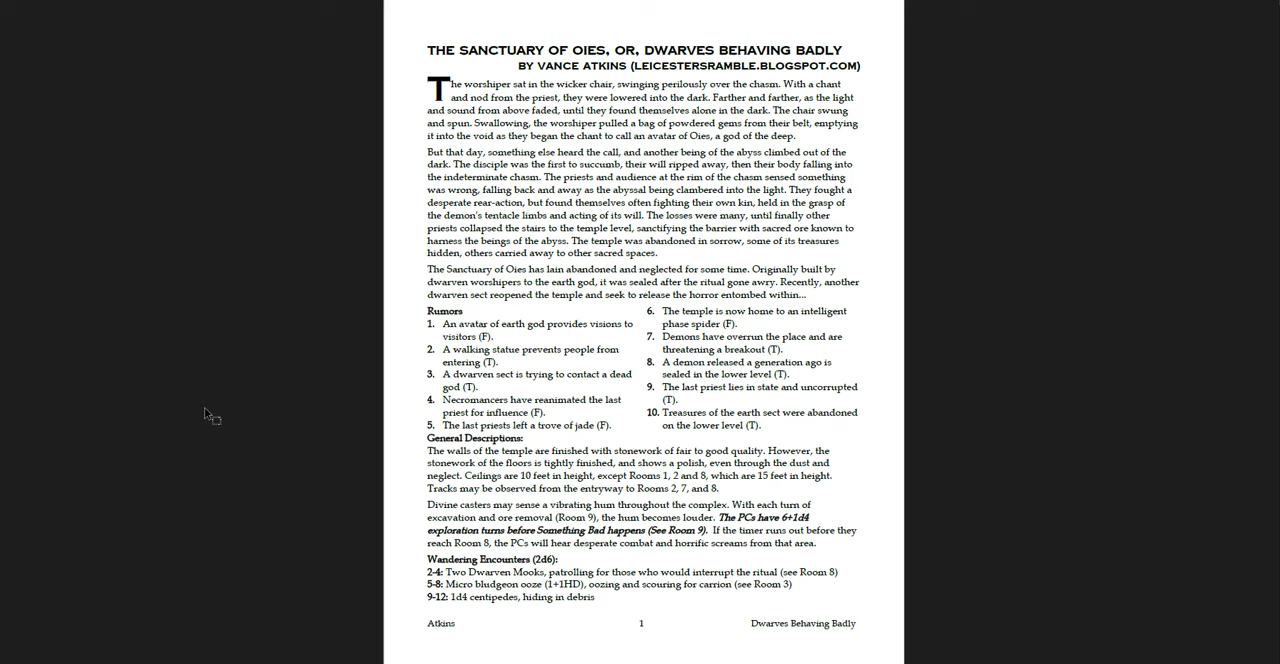 THE SANCTUARY OF OIES, OR, DWARVES BEHAVING BADLY
BY VANCE ATKINS (LEICESTERSRAMBLE.BLOGSPOT.COM)
The worshiper sat in the wicker chair, swinging perilously over the chasm. With a chant
and nod from the priest, they were lowered into the dark. Farther and farther, as the light
and sound from above faded, until they found themselves alone in the dark. The chair swung
and spun. Swallowing, the worshiper pulled a bag of powdered gems from their belt, emptying
it into the void as they began the chant to call an avatar of Oies, a god of the deep.
But that day, something else heard the call, and another being of the abyss climbed out of the
dark. The disciple was the first to succumb, their will ripped away, then their body falling into
the indeterminate chasm. The priests and audience at the rim of the chasm sensed something
was wrong, falling back and away as the abyssal being clambered into the light. They fought a
desperate rear-action, but found themselves often fighting their own kin, held in the grasp of
the demon's tentacle limbs and acting of its will. The losses were many, until finally other
priests collapsed the stairs to the temple level, sanctifying the barrier with sacred ore known to
harness the beings of the abyss. The temple was abandoned in sorrow, some of its treasures
hidden, others carried away to other sacred spaces.
The Sanctuary of Oies has lain abandoned and neglected for some time. Originally built by
dwarven worshipers to the earth god, it was sealed after the ritual gone awry. Recently, another
dwarven sect reopened the temple and seek to release the horror entombed within...
Rumors
1. An avatar of earth god provides visions to
visitors (F).
2. A walking statue prevents people from
entering (T).
3. A dwarven sect is trying to contact a dead
god (T).
4. Necromancers have reanimated the last
priest for influence (F).
5. The last priests left a trove of jade (F).
6. The temple is now home to an intelligent
phase spider (F).
7. Demons have overrun the place and are
threatening a breakout (T).
8. A demon released a generation ago is
sealed in the lower level (T).
9. The last priest lies in state and uncorrupted
(T).
10. Treasures of the earth sect were abandoned
on the lower level (T).
General Descriptions:
The walls of the temple are finished with stonework of fair to good quality. However, the
stonework of the floors is tightly finished, and shows a polish, even through the dust and
neglect. Ceilings are 10 feet in height, except Rooms 1, 2 and 8, which are 15 feet in height.
Tracks may be observed from the entryway to Rooms 2, 7, and 8.
Divine casters may sense a vibrating hum throughout the complex. With each turn of
excavation and ore removal (Room 9), the hum becomes louder. The PCs have 6+1d4
exploration turns before Something Bad happens (See Room 9). If the timer runs out before they
reach Room 8, the PCs will hear desperate combat and horrific screams from that area.
Wandering Encounters (2d6):
2-4: Two Dwarven Mooks, patrolling for those who would interrupt the ritual (see Room 8)
5-8: Micro bludgeon ooze (1+1HD), oozing and scouring for carrion (see Room 3)
9-12: 1d4 centipedes, hiding in debris
Atkins 1 Dwarves Behaving Badly